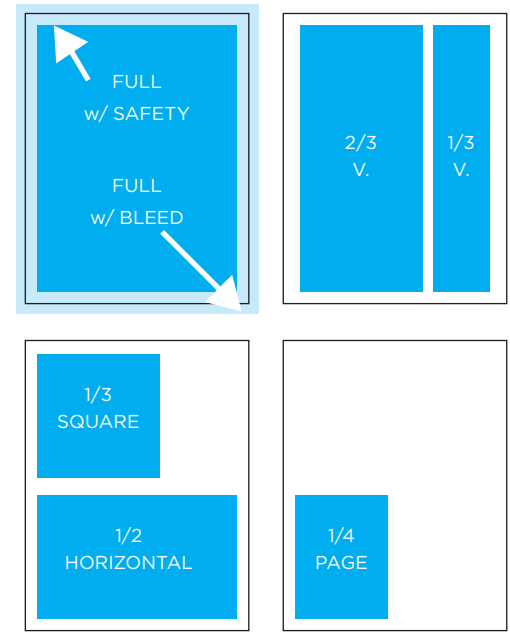 FULL
w/ SAFETY
FULL
w/ BLEED
2/3
V.
1/3
V.
1/3
SQUARE
1/2
HORIZONTAL
1/4
PAGE